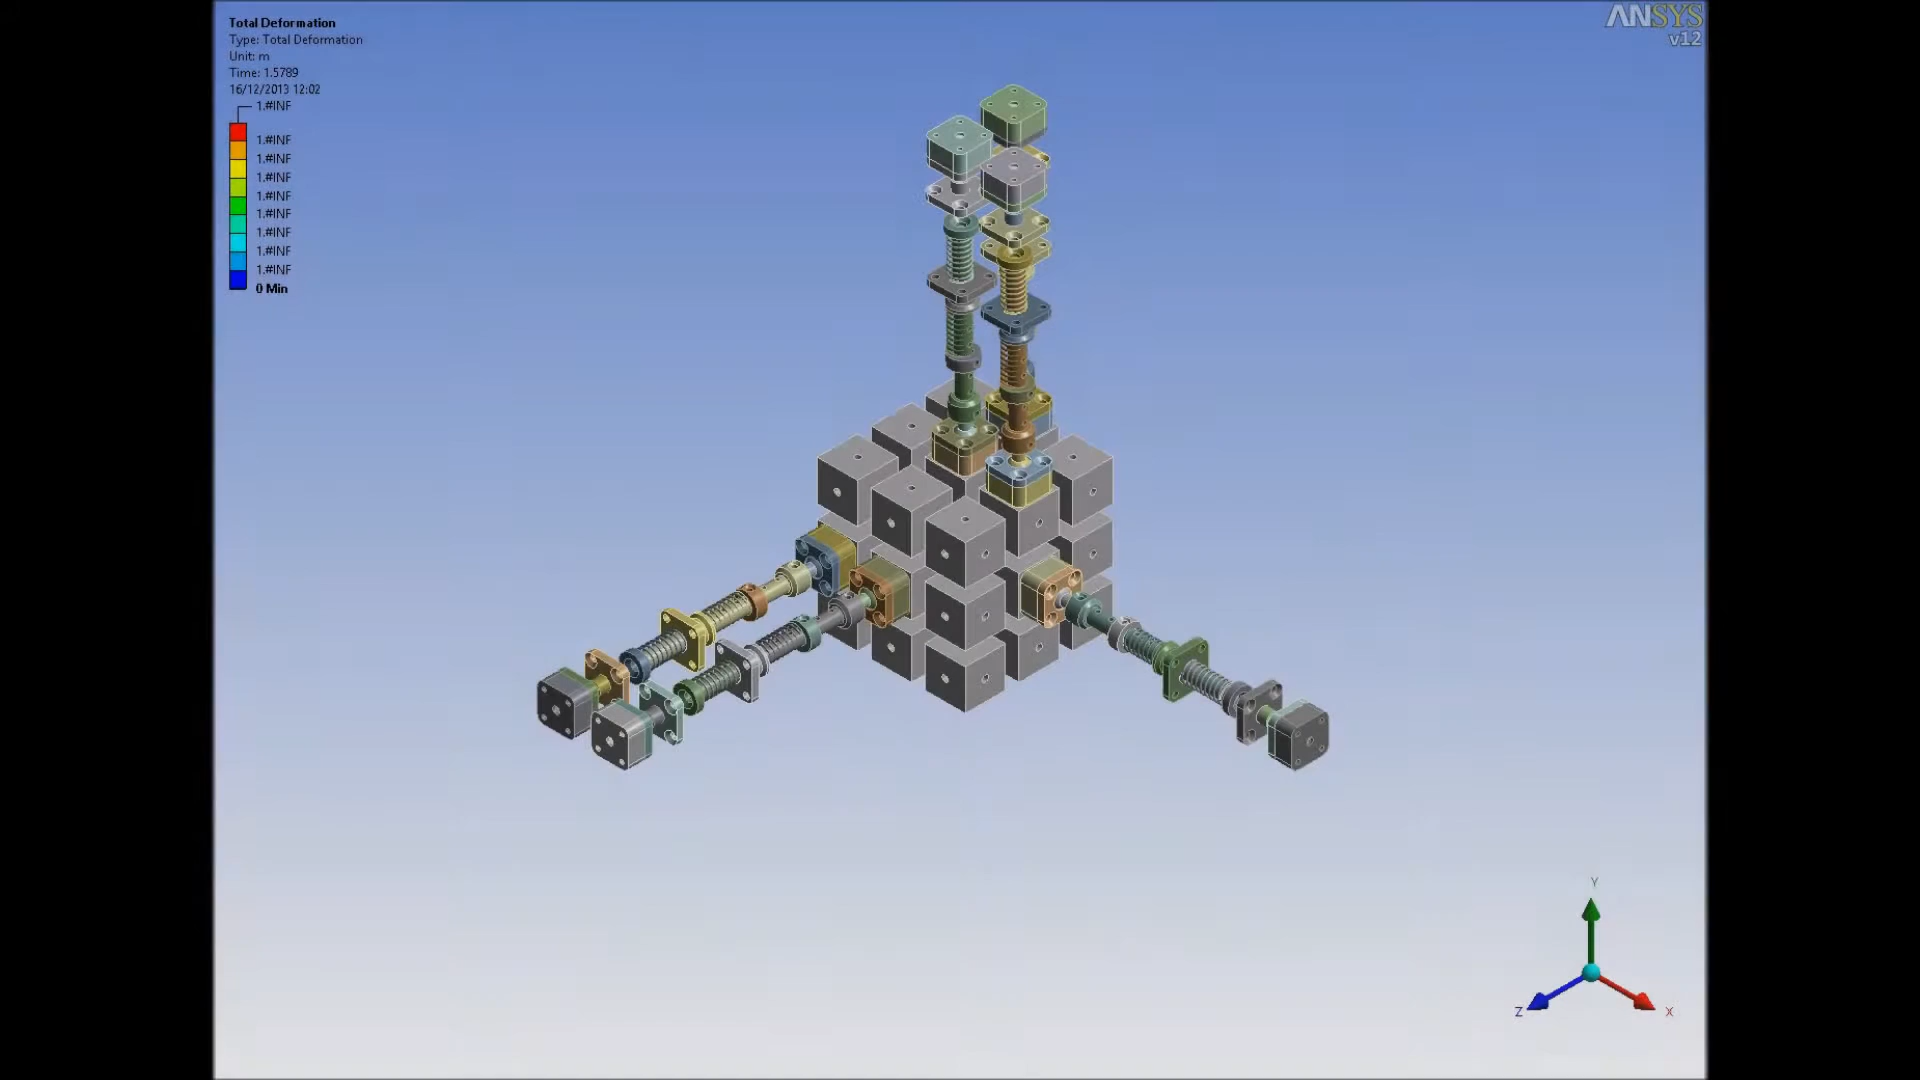 Total Deformation
Type: Total Deformation
Unit: m
Time: 1.5789
16/12/2013 12:02
1.#INF
1.#INF
1.#INF
1.#INF
1.#INF
1.#INF
1.#INF
1.#INF
1.#INF
0 Min
ANSYS
v12
Y
Z
X